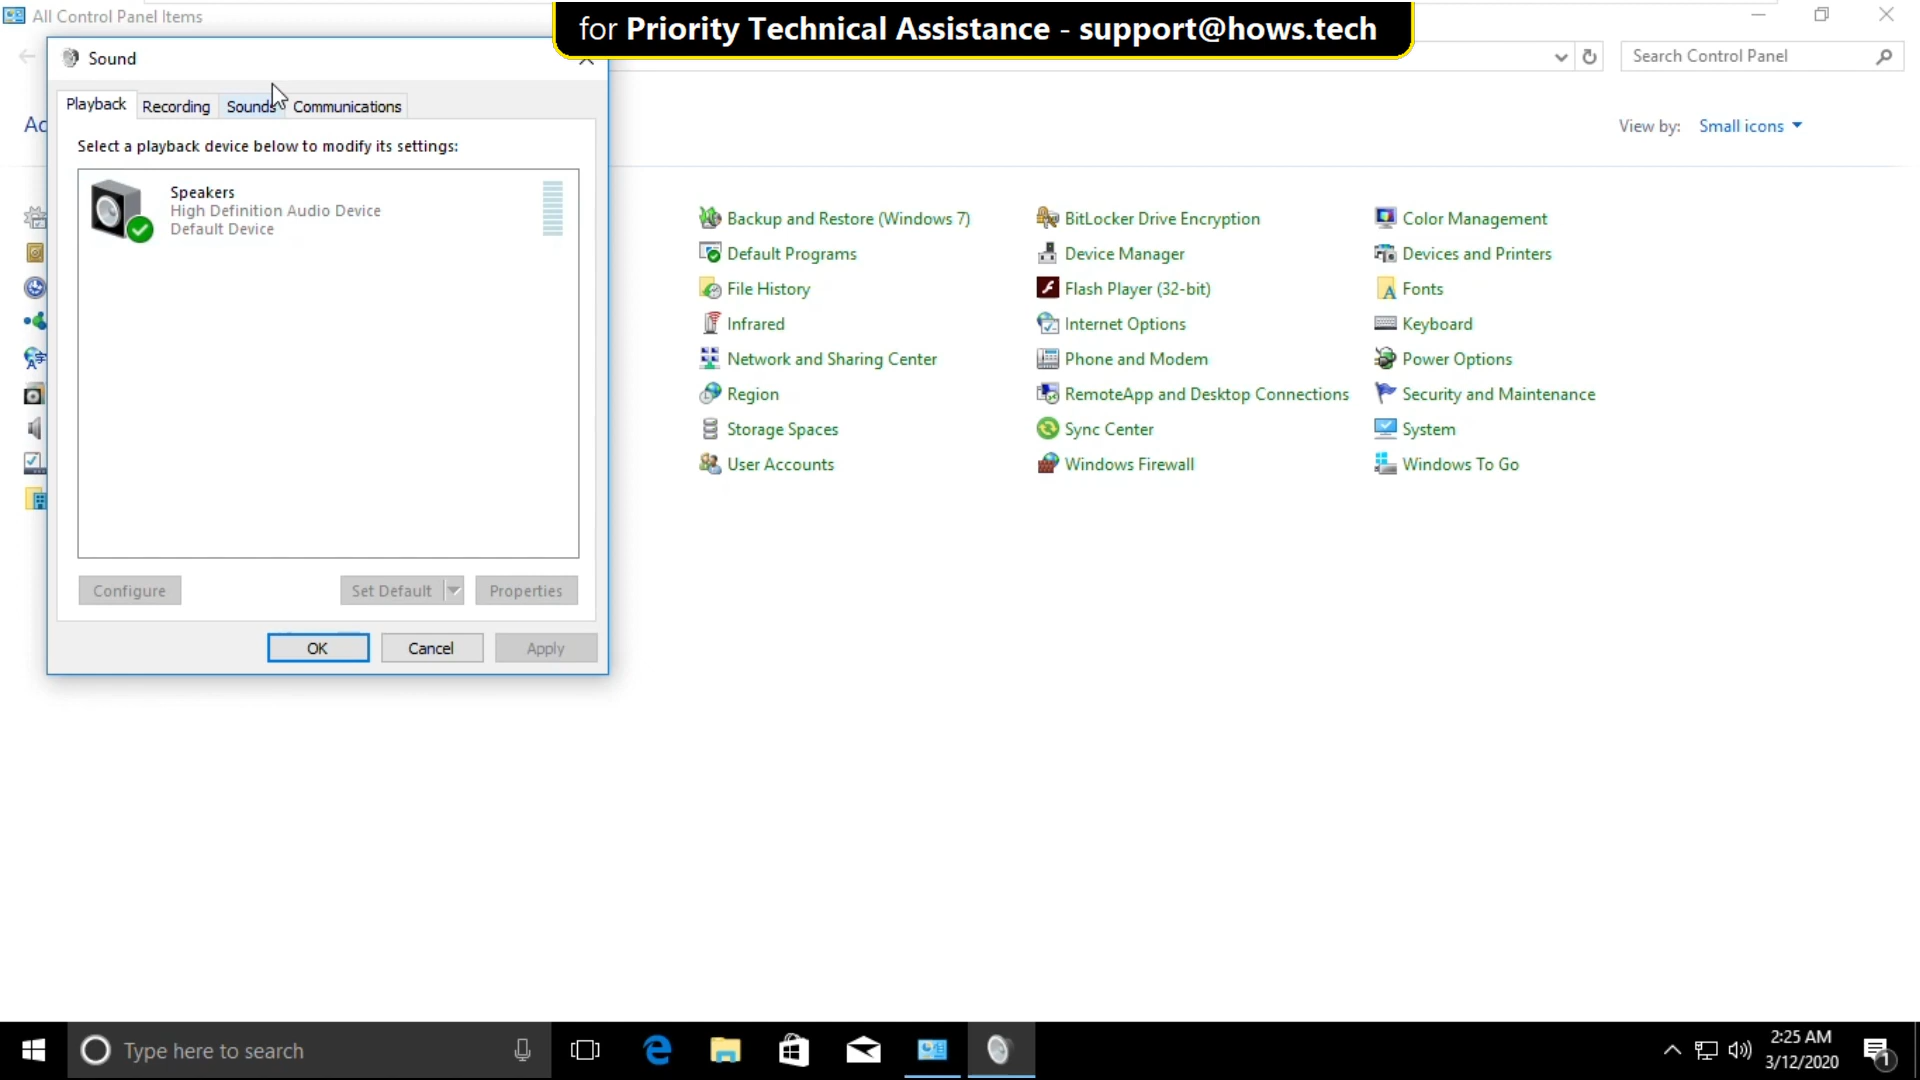 All Control Panel Items
for Priority Technical Assistance - support@hows.tech
Sound
Search Control Panel
Playback
Recording
Sounds
Communications
Ad
View by: Small icons
Select a playback device below to modify its settings:
Speakers
High Definition Audio Device
Default Device
Backup and Restore (Windows 7)
BitLocker Drive Encryption
Color Management
Default Programs
Device Manager
Devices and Printers
File History
Flash Player (32-bit)
Fonts
Infrared
Internet Options
Keyboard
Network and Sharing Center
Phone and Modem
Power Options
Region
RemoteApp and Desktop Connections
Security and Maintenance
Storage Spaces
Sync Center
System
User Accounts
Windows Firewall
Windows To Go
Configure
Set Default
Properties
OK
Cancel
Apply
Type here to search
2:25 AM
3/12/2020
1